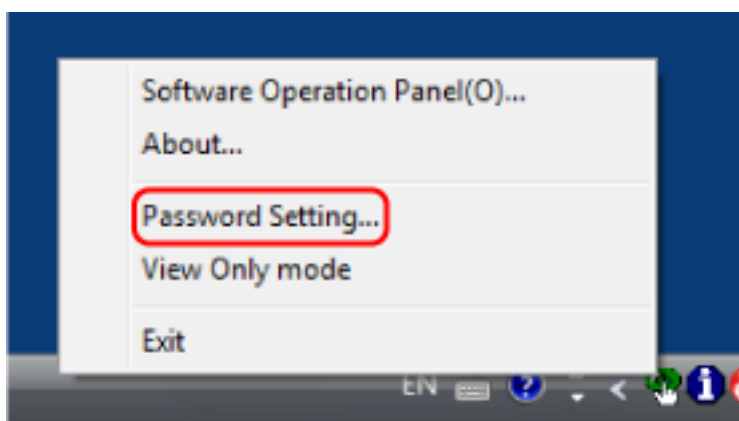 Software Operation Panel(O)...
About...
Password Setting...
View Only mode
Exit
EN